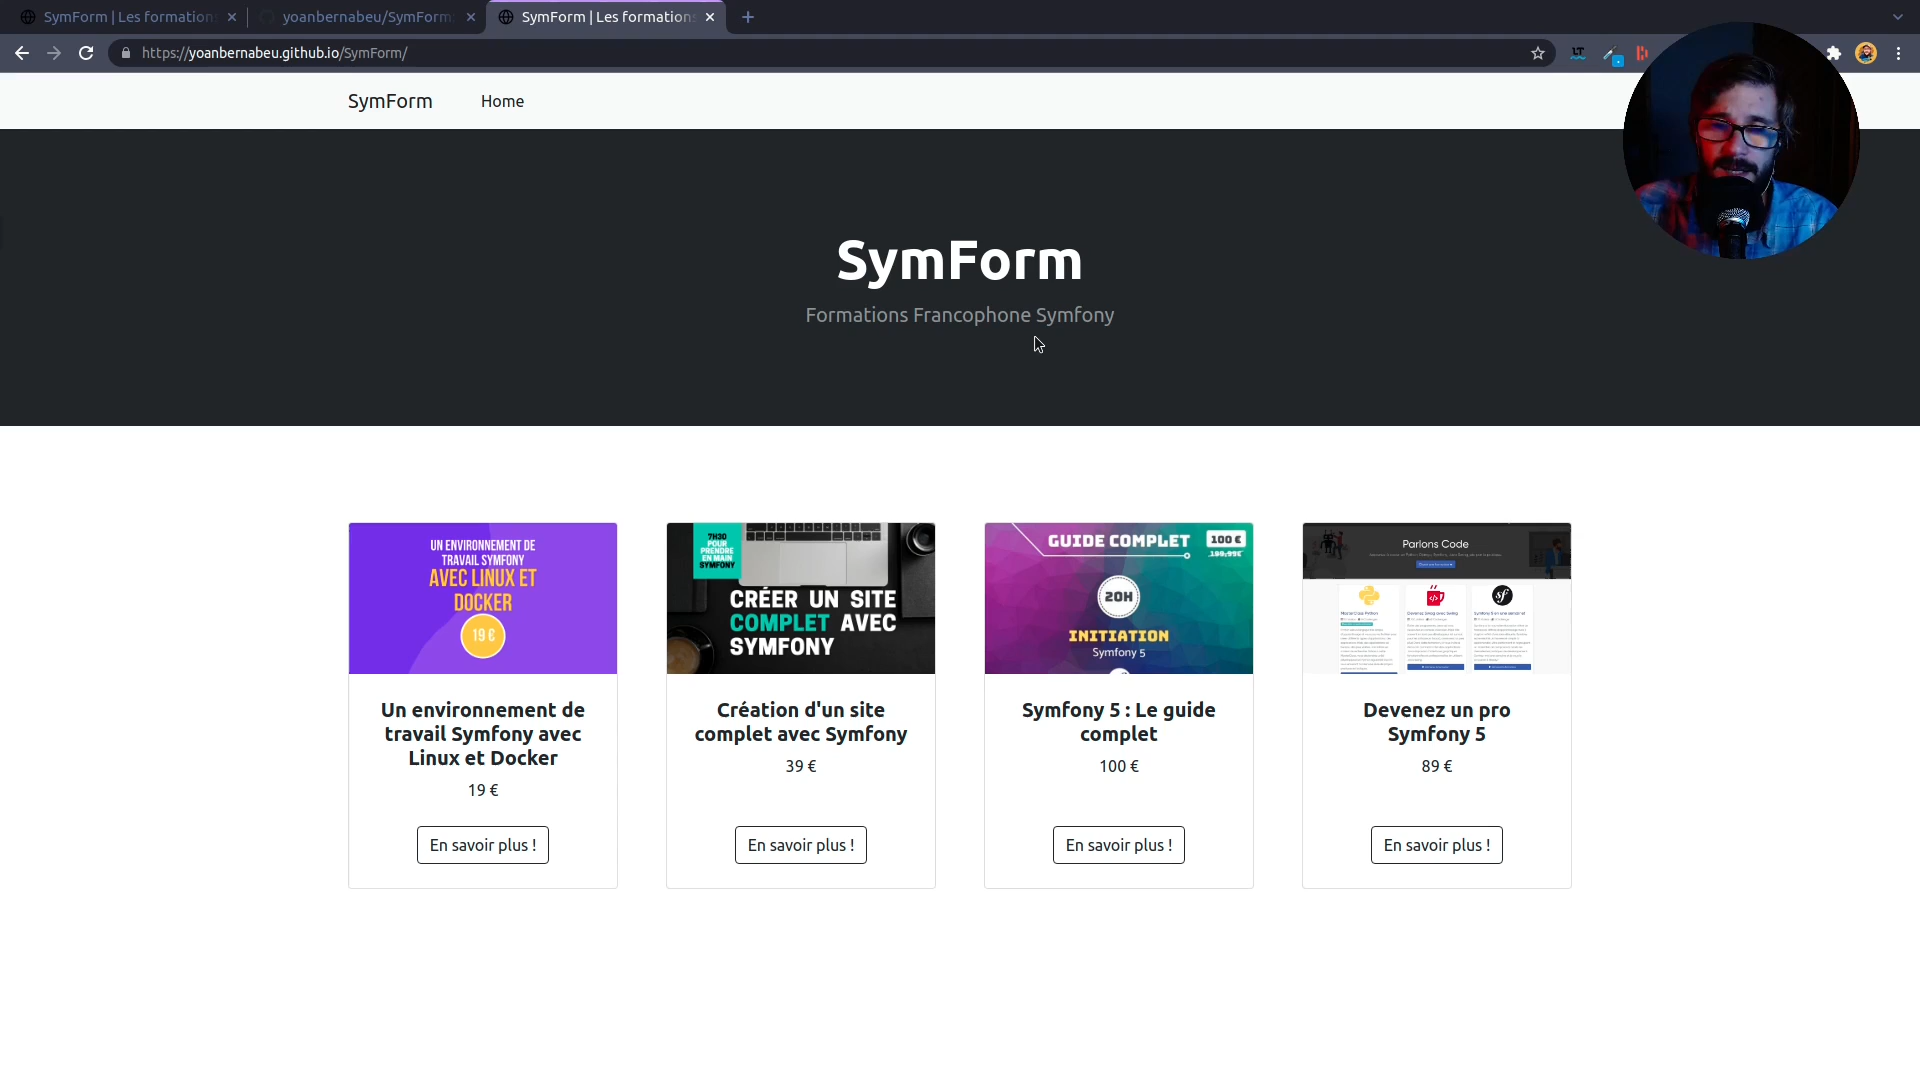 SymForm | Les formation
yoanbernabeu/SymForm
SymForm | Les formations
https://yoanbernabeu.github.io/SymForm/
SymForm
Home
SymForm
Formations Francophone Symfony
UN ENVIRONNEMENT DE
TRAVAIL SYMFONY
AVEC LINUX ET
DOCKER
19 €
Un environnement de
travail Symfony avec
Linux et Docker
19 €
En savoir plus !
7H30
POUR
PRENDRE
EN MAIN
SYMFONY
CRÉER UN SITE
COMPLET AVEC
SYMFONY
Création d'un site
complet avec Symfony
39 €
En savoir plus !
GUIDE COMPLET
100 €
199,99€
20H
INITIATION
Symfony 5
Symfony 5 : Le guide
complet
100 €
En savoir plus !
Parlons Code
Devenez un pro
Symfony 5
89 €
En savoir plus !